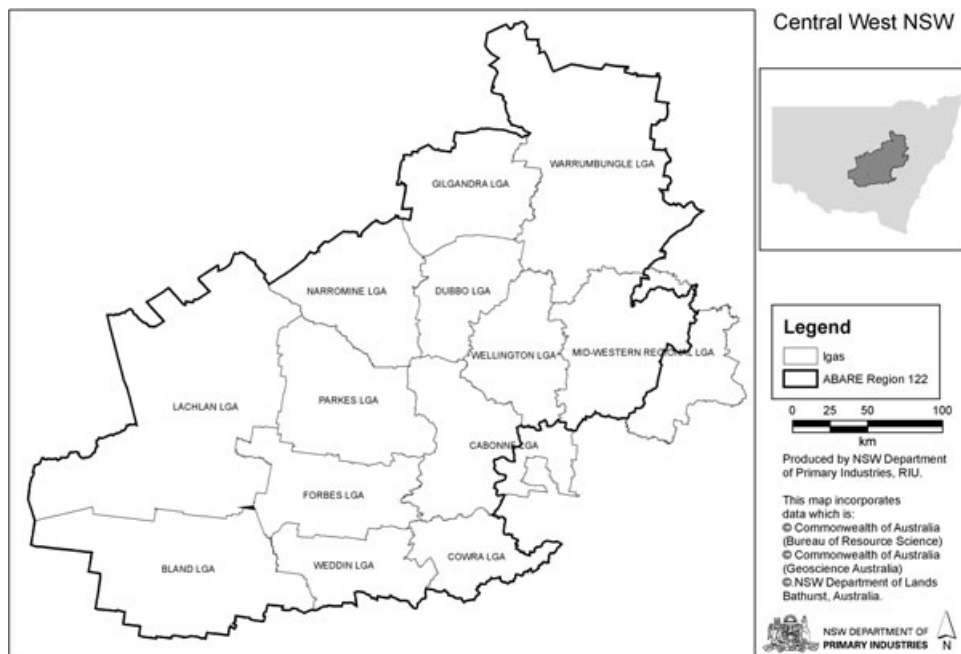 Central West NSW
WARRUMBUNGLE LGA
GILGANDRA LGA
NARROMINE LGA
DUBBO LGA
WELLINGTON LGA
MID-WESTERN REGIONAL LGA
LACHLAN LGA
PARKES LGA
CABONNE LGA
FORBES LGA
BLAND LGA
WEDDIN LGA
COWRA LGA
Legend
lgas
ABARE Region 122
0 25 50 100
km
Produced by NSW Department
of Primary Industries, RIU.
This map incorporates
data which is:
© Commonwealth of Australia
(Bureau of Resource Science)
© Commonwealth of Australia
(Geoscience Australia)
©.NSW Department of Lands
Bathurst, Australia.
NSW DEPARTMENT OF
PRIMARY INDUSTRIES
N